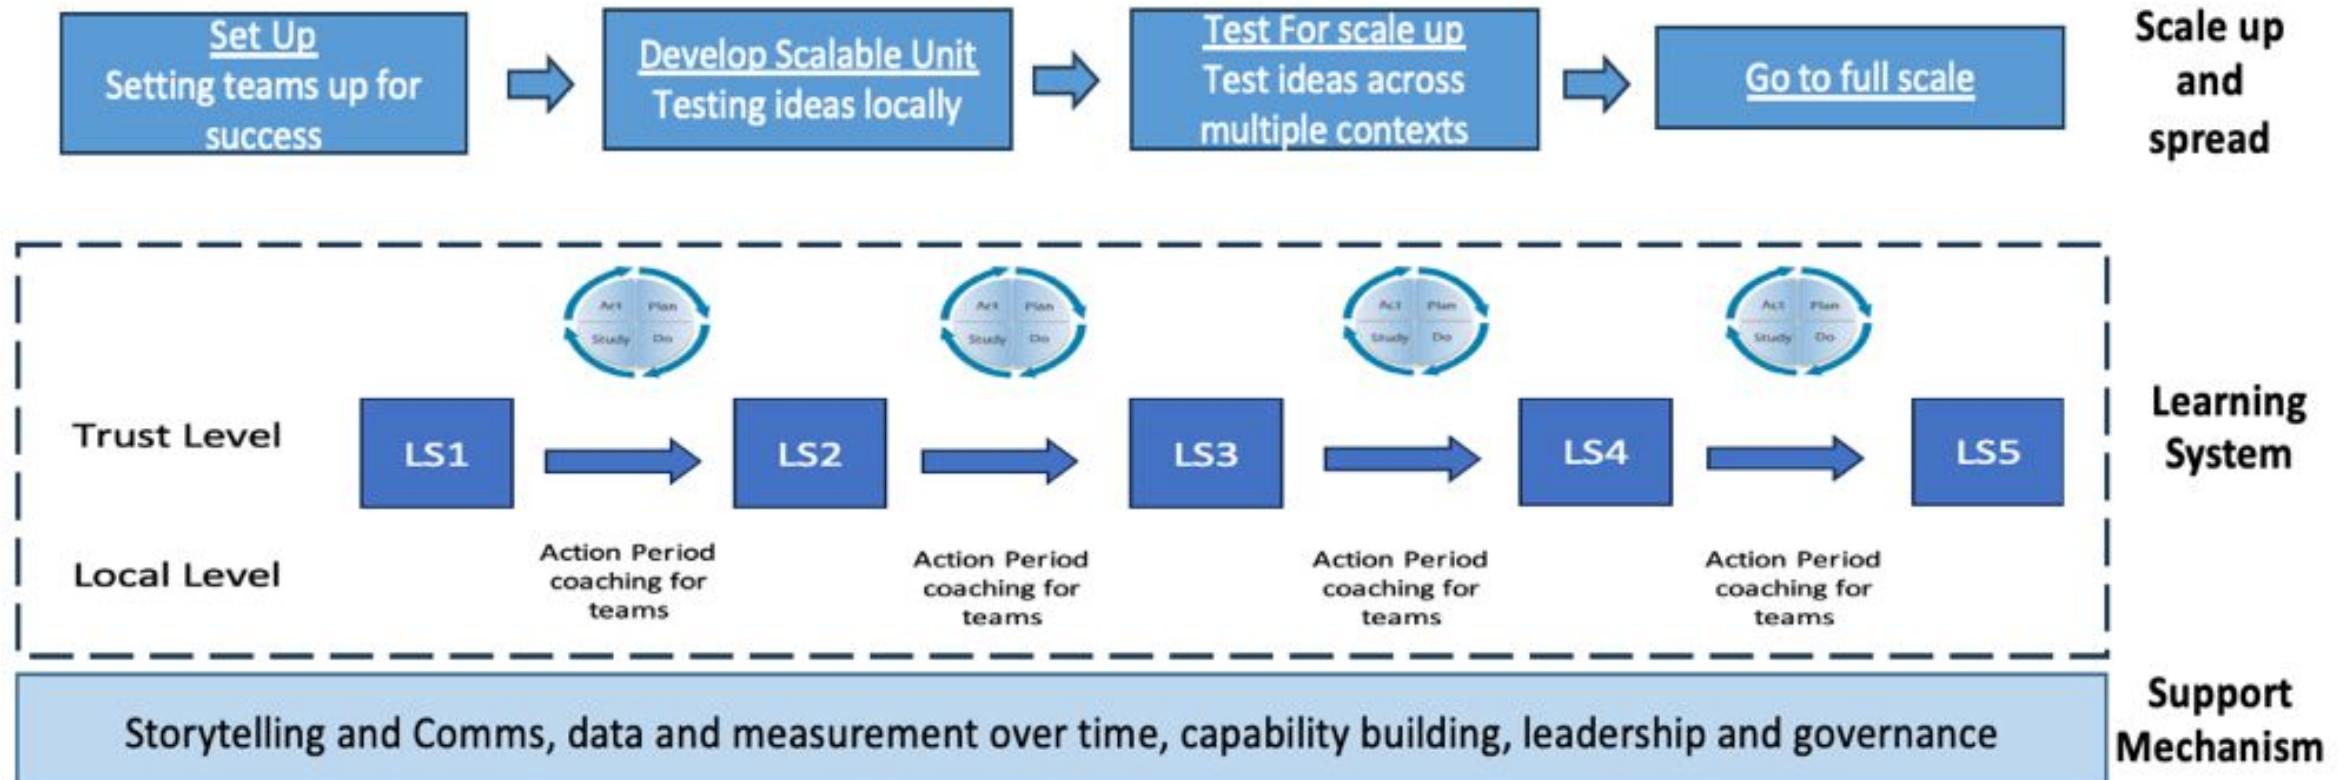 Set Up
Setting teams up for
success
Develop Scalable Unit
Testing ideas locally
Test For scale up
Test ideas across
multiple contexts
Go to full scale
Scale up
and
spread
Act Plan
Study Do
Act Plan
Study Do
Act Plan
Study Do
Act Plan
Study Do
Trust Level
LS1
LS2
LS3
LS4
LS5
Learning
System
Local Level
Action Period
coaching for
teams
Action Period
coaching for
teams
Action Period
coaching for
teams
Action Period
coaching for
teams
Storytelling and Comms, data and measurement over time, capability building, leadership and governance
Support
Mechanism